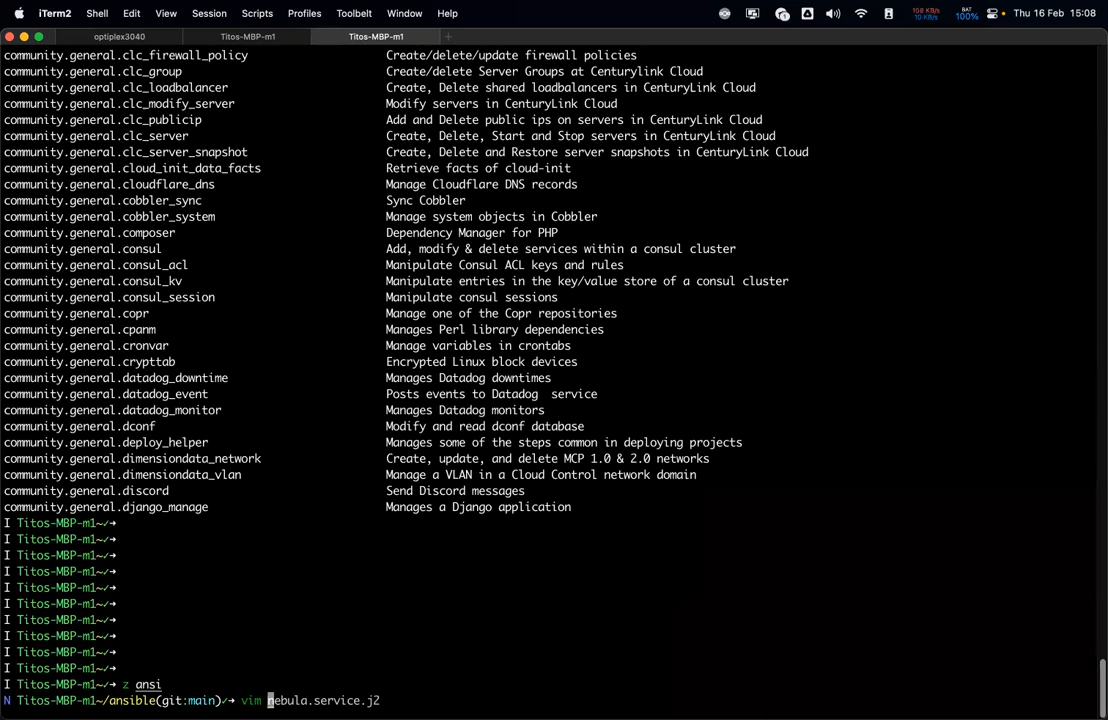 iTerm2 Shell Edit View Session Scripts Profiles Toolbelt Window Help 108 KB/s 10 KB/s BAT 100% Thu 16 Feb 15:08
optiplex3040 Titos-MBP-m1 Titos-MBP-m1 +
community.general.clc_firewall_policy Create/delete/update firewall policies
community.general.clc_group Create/delete Server Groups at Centurylink Cloud
community.general.clc_loadbalancer Create, Delete shared loadbalancers in CenturyLink Cloud
community.general.clc_modify_server Modify servers in CenturyLink Cloud
community.general.clc_publicip Add and Delete public ips on servers in CenturyLink Cloud
community.general.clc_server Create, Delete, Start and Stop servers in CenturyLink Cloud
community.general.clc_server_snapshot Create, Delete and Restore server snapshots in CenturyLink Cloud
community.general.cloud_init_data_facts Retrieve facts of cloud-init
community.general.cloudflare_dns Manage Cloudflare DNS records
community.general.cobbler_sync Sync Cobbler
community.general.cobbler_system Manage system objects in Cobbler
community.general.composer Dependency Manager for PHP
community.general.consul Add, modify & delete services within a consul cluster
community.general.consul_acl Manipulate Consul ACL keys and rules
community.general.consul_kv Manipulate entries in the key/value store of a consul cluster
community.general.consul_session Manipulate consul sessions
community.general.copr Manage one of the Copr repositories
community.general.cpanm Manages Perl library dependencies
community.general.cronvar Manage variables in crontabs
community.general.crypttab Encrypted Linux block devices
community.general.datadog_downtime Manages Datadog downtimes
community.general.datadog_event Posts events to Datadog  service
community.general.datadog_monitor Manages Datadog monitors
community.general.dconf Modify and read dconf database
community.general.deploy_helper Manages some of the steps common in deploying projects
community.general.dimensiondata_network Create, update, and delete MCP 1.0 & 2.0 networks
community.general.dimensiondata_vlan Manage a VLAN in a Cloud Control network domain
community.general.discord Send Discord messages
community.general.django_manage Manages a Django application
I Titos-MBP-m1~✓➜
I Titos-MBP-m1~✓➜
I Titos-MBP-m1~✓➜
I Titos-MBP-m1~✓➜
I Titos-MBP-m1~✓➜
I Titos-MBP-m1~✓➜
I Titos-MBP-m1~✓➜
I Titos-MBP-m1~✓➜
I Titos-MBP-m1~✓➜
I Titos-MBP-m1~✓➜
I Titos-MBP-m1~✓➜ z ansi
N Titos-MBP-m1~/ansible(git:main)✓➜ vim nebula.service.j2